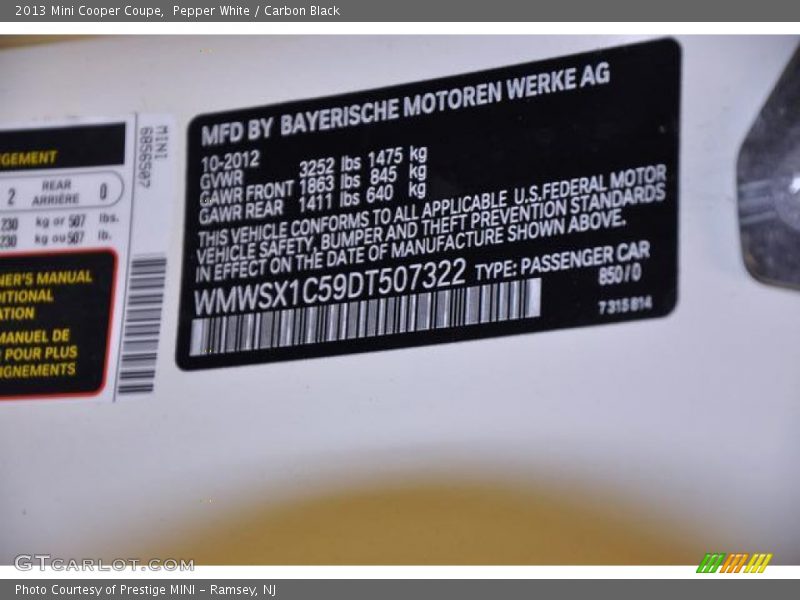 2013 Mini Cooper Coupe, Pepper White / Carbon Black
MFD BY BAYERISCHE MOTOREN WERKE AG
10-2012
GVWR 3252 lbs 1475 kg
GAWR FRONT 1863 lbs 845 kg
GAWR REAR 1411 lbs 640 kg
THIS VEHICLE CONFORMS TO ALL APPLICABLE U.S.FEDERAL MOTOR
VEHICLE SAFETY, BUMPER AND THEFT PREVENTION STANDARDS
IN EFFECT ON THE DATE OF MANUFACTURE SHOWN ABOVE.
WMWSX1C59DT507322 TYPE: PASSENGER CAR
850/0
7 315 814
MINI
6856507
GEMENT
2 REAR 0
ARRIÈRE
230 kg or 507 lbs.
230 kg ou 507 lb.
NER'S MANUAL
DITIONAL
ATION
MANUEL DE
POUR PLUS
IGNEMENTS
GTCARLOT.COM
Photo Courtesy of Prestige MINI - Ramsey, NJ